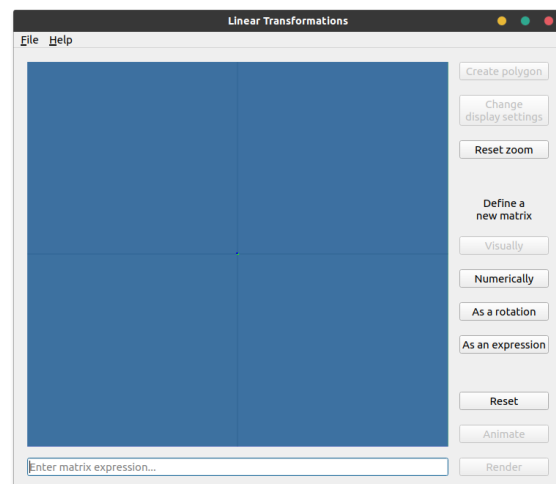 Linear Transformations
File Help
Create polygon
Change
display settings
Reset zoom
Define a
new matrix
Visually
Numerically
As a rotation
As an expression
Reset
Animate
Enter matrix expression...
Render